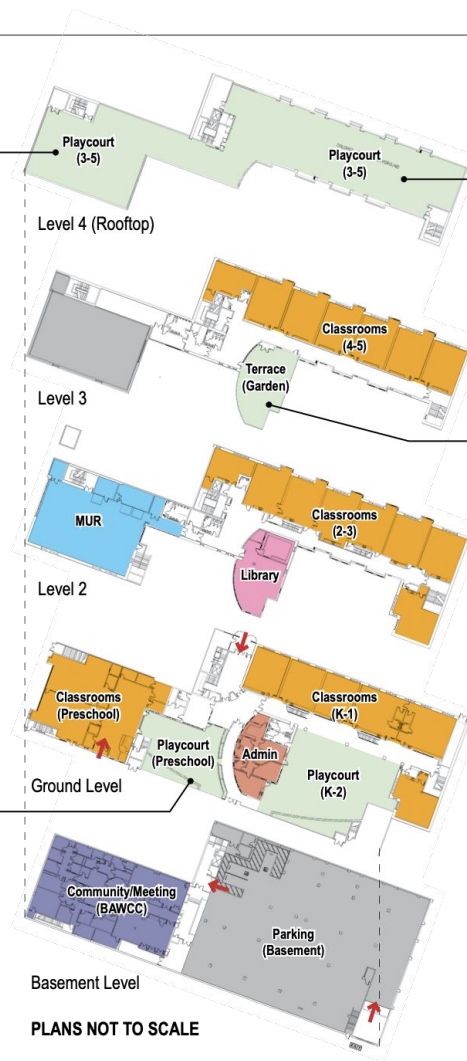 Playcourt
(3-5)
Playcourt
(3-5)
Level 4 (Rooftop)
Classrooms
(4-5)
Terrace
(Garden)
Level 3
MUR
Classrooms
(2-3)
Library
Level 2
Classrooms
(Preschool)
Classrooms
(K-1)
Playcourt
(Preschool)
Admin
Playcourt
(K-2)
Ground Level
Community/Meeting
(BAWCC)
Parking
(Basement)
Basement Level
PLANS NOT TO SCALE